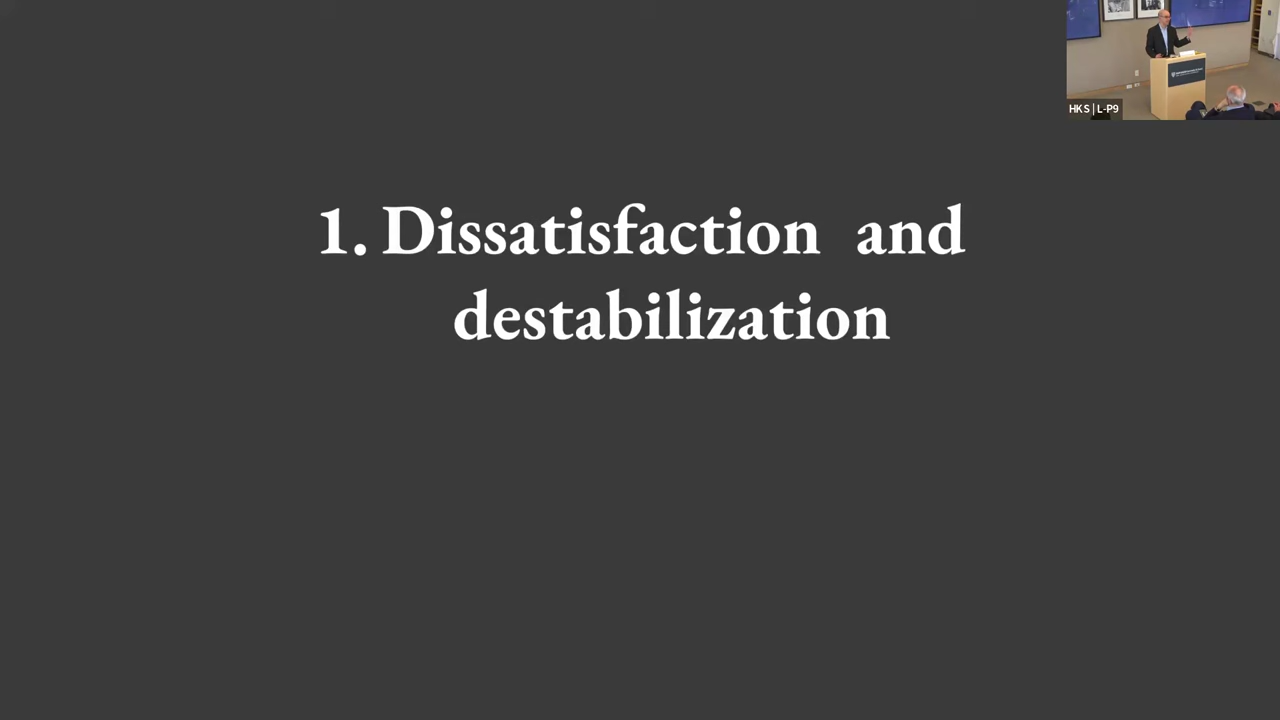 HKS | L-P9
1. Dissatisfaction and
destabilization